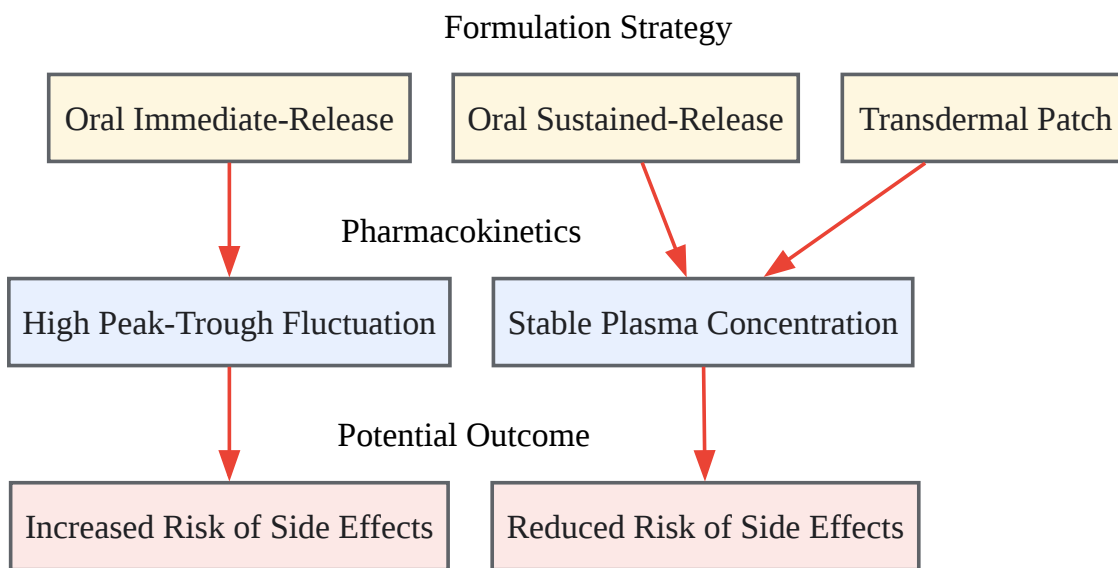 Formulation Strategy
Oral Immediate-Release
Oral Sustained-Release
Transdermal Patch
Pharmacokinetics
High Peak-Trough Fluctuation
Stable Plasma Concentration
Potential Outcome
Increased Risk of Side Effects
Reduced Risk of Side Effects